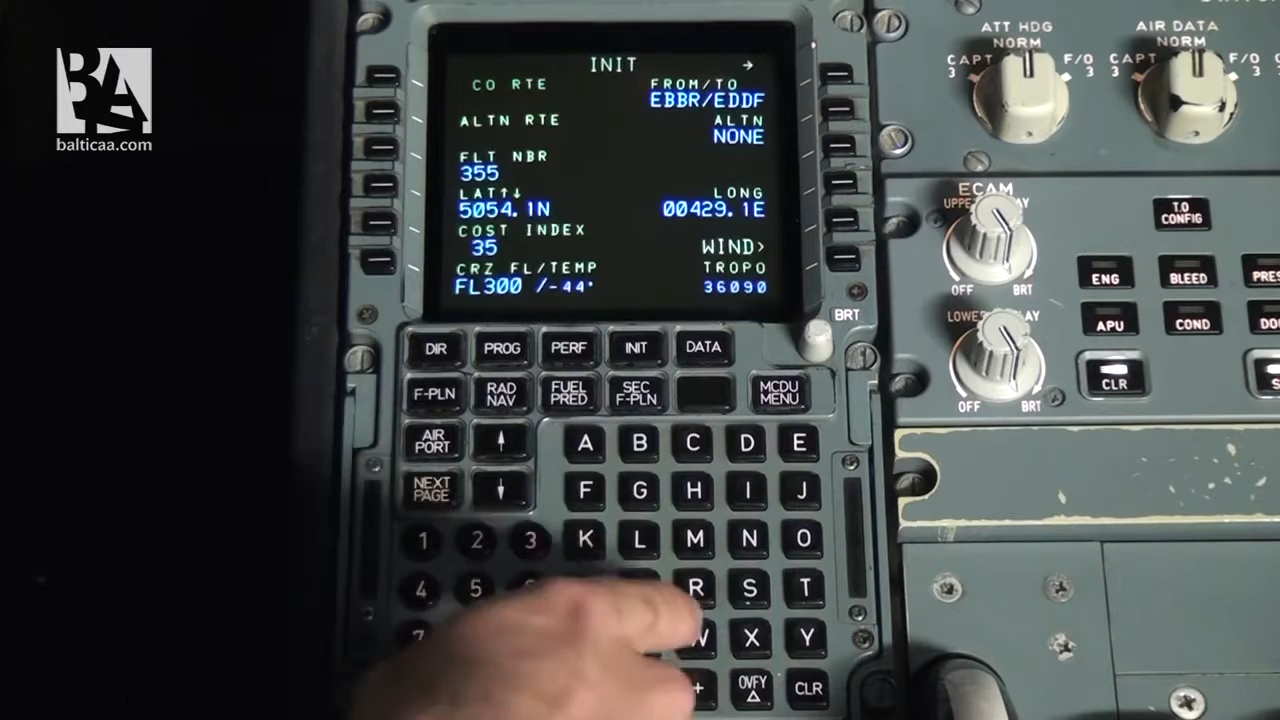 BA
balticaa.com
INIT →
CO RTE FROM/TO
EBBR/EDDF
ALTN RTE ALTN
NONE
FLT NBR
355
LAT↑↓ LONG
5054.1N 00429.1E
COST INDEX
35 WIND>
CRZ FL/TEMP TROPO
FL300 /-44° 36090
BRT
DIR PROG PERF INIT DATA
F-PLN RAD NAV FUEL PRED SEC F-PLN MCDU MENU
AIR PORT ↑ A B C D E
NEXT PAGE ↓ F G H I J
1 2 3 K L M N O
4 5 R S T
7 W X Y
+ OVFY △ CLR
ATT HDG AIR DATA
NORM NORM
CAPT 3 F/O 3 CAPT 3 F/O 3
ECAM
OFF BRT
T.O CONFIG
ENG BLEED
APU COND
CLR
OFF BRT